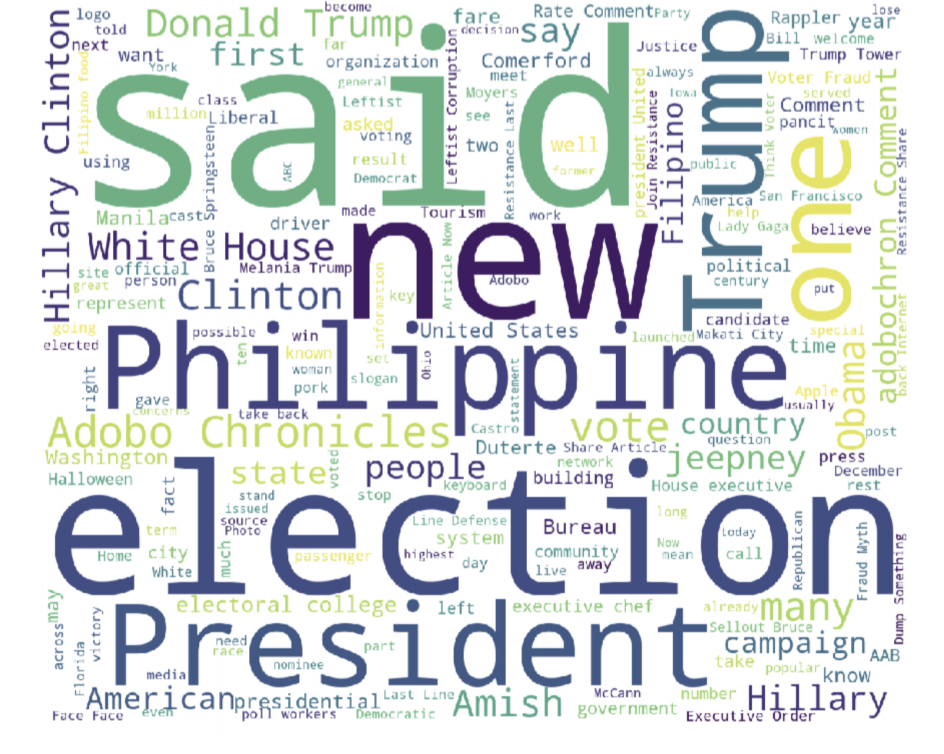 logo
told
next
Donald Trump
become
far
fare
decision
say
Rate Comment
Party
Rappler
year
lose
Bill
welcome
Trump Tower
want
York
first
organization
Comerford
Justice
Hillary Clinton
Filipino food
class
million
Liberal
general
Leftist
Moyers
meet
always
Iowa
Voter Fraud
served
said
asked
voting
see
Leftist Corruption
Resistance Last
president United
Join Resistance
Filipino
Trump
Think
voter
Comment
pancit
women
using
Bruce Springsteen
ABC
result
Democrat
two
well
former
public
one
adobochron Comment
Resistance Share
America
San Francisco
help
Lady Gaga
believe
Manila
cast
driver
made
Tourism
work
White House
new
site
official
great
person
Melania Trump
information
key
Article Now
Adobo
political
century
put
represent
Clinton
candidate
going
elected
possible
ten
win
known
United States
launched
Makati City
special
time
back
Internet
Philippine
right
woman
pork
set
slogan
Ohio
statement
Apple
usually
Obama
gave
concerns
take back
Castro
post
Adobo Chronicles
vote
country
question
Washington
Duterte
Share Article
jeepney
press
Halloween
state
voted
people
network
building
House executive
December
rest
keyboard
fact
stand
issued
source
Photo
stop
election
term
Line Defense
system
Bureau
long
today
Republican
Fraud Myth
Dump Something
Home
city
White
much
passenger
highest
day
community
live
away
Now
mean
call
may
electoral college
left
executive chef
already
many
across
victory
President
Sellout Bruce
Florida
need
race
nominee
part
campaign
AAB
take
popular
know
media
American
presidential
Last Line
Amish
McCann
number
Hillary
government
Face Face
even
poll workers
Democratic
Executive Order